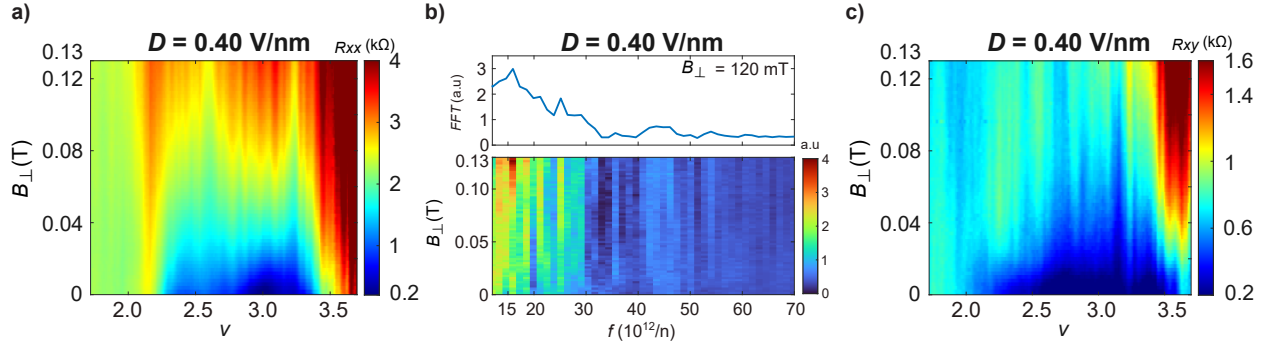 a)
D = 0.40 V/nm
Rxx (kΩ)
0.13
0.12
0.08
0.04
0
B⊥(T)
2.0
2.5
3.0
3.5
ν
4
3
2
1
0.2
b)
D = 0.40 V/nm
B⊥ = 120 mT
3
2
1
0
FFT (a.u)
a.u
0.13
0.10
0.05
0
B⊥(T)
15
20
30
40
50
60
70
f (10¹²/n)
4
3
2
1
0
c)
D = 0.40 V/nm
Rxy (kΩ)
0.13
0.12
0.08
0.04
0
B⊥(T)
2.0
2.5
3.0
3.5
ν
1.6
1.4
1
0.6
0.2